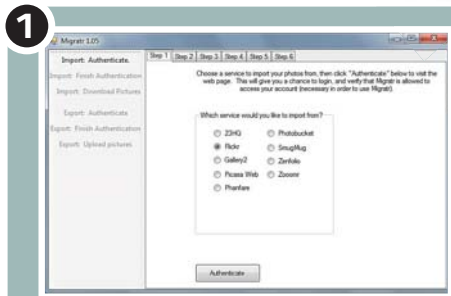 1
Migratr 1.05
Import: Authenticate.
Import: Finish Authentication
Import: Download Pictures
Export: Authenticate
Export: Finish Authentication
Export: Upload pictures
Step 1 Step 2 Step 3 Step 4 Step 5 Step 6
Choose a service to import your photos from, then click "Authenticate" below to visit the
web page. This will give you a chance to login, and verify that Migratr is allowed to
access your account (necessary in order to use Migratr).
Which service would you like to import from?
23HQ Photobucket
Flickr SmugMug
Gallery2 Zenfolio
Picasa Web Zooomr
Phanfare
Authenticate